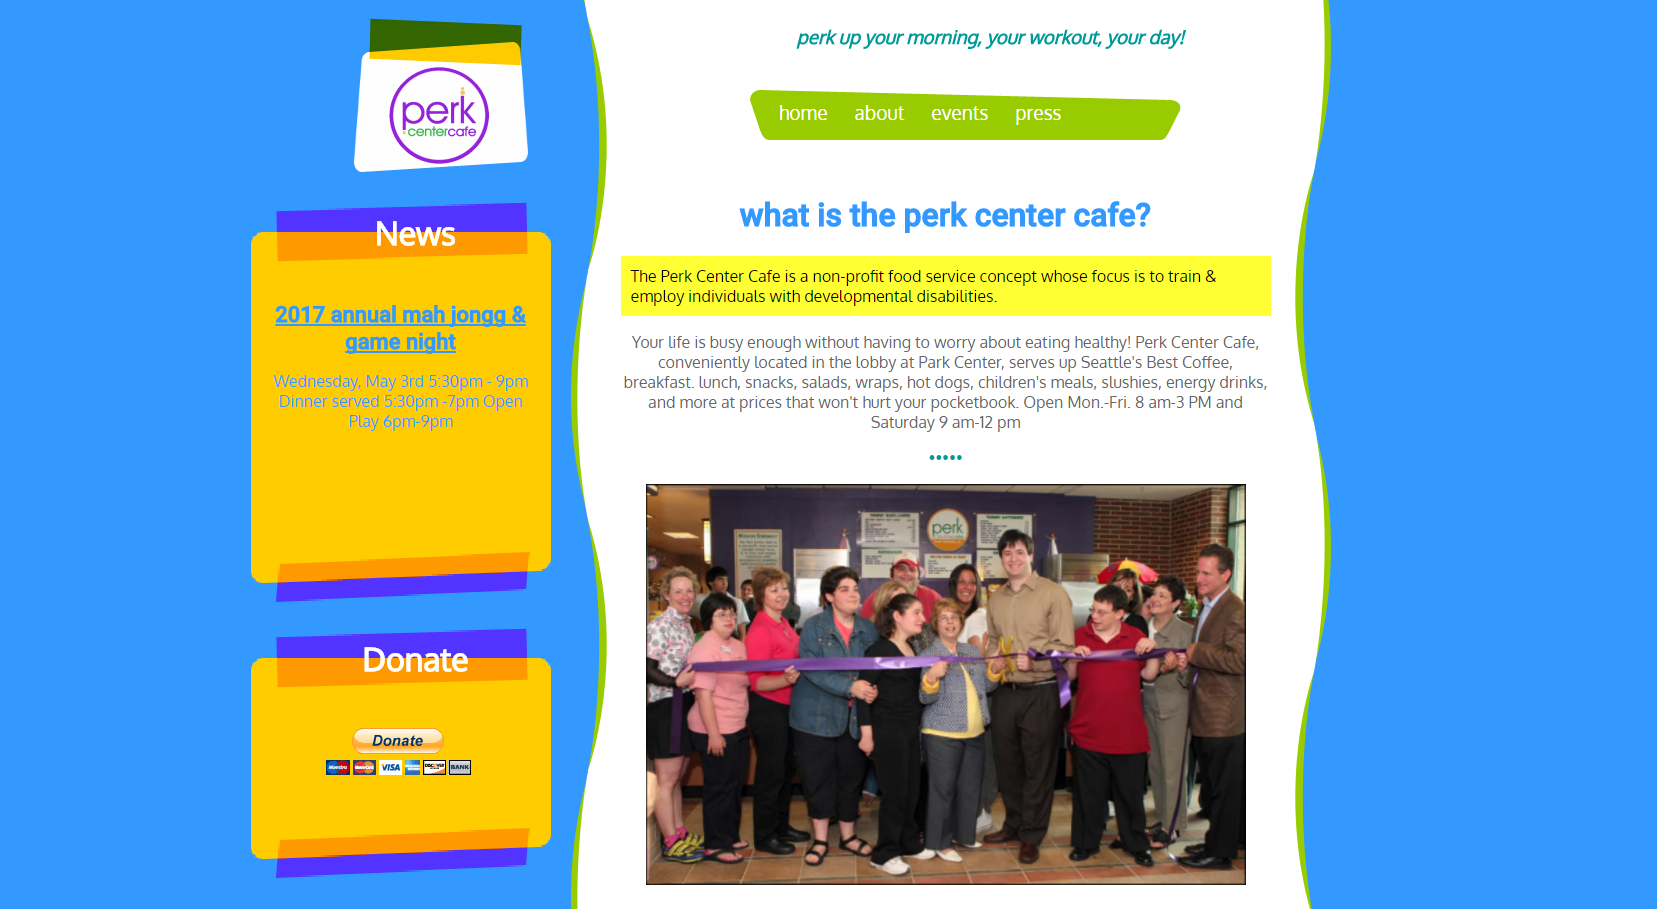 perk
centercafe
perk up your morning, your workout, your day!
home about events press
News
2017 annual mah jongg &
game night
Wednesday, May 3rd 5:30pm - 9pm
Dinner served 5:30pm -7pm Open
Play 6pm-9pm
Donate
Donate
VISA
BANK
what is the perk center cafe?
The Perk Center Cafe is a non-profit food service concept whose focus is to train &
employ individuals with developmental disabilities.
Your life is busy enough without having to worry about eating healthy! Perk Center Cafe,
conveniently located in the lobby at Park Center, serves up Seattle's Best Coffee,
breakfast. lunch, snacks, salads, wraps, hot dogs, children's meals, slushies, energy drinks,
and more at prices that won't hurt your pocketbook. Open Mon.-Fri. 8 am-3 PM and
Saturday 9 am-12 pm
•••••
perk